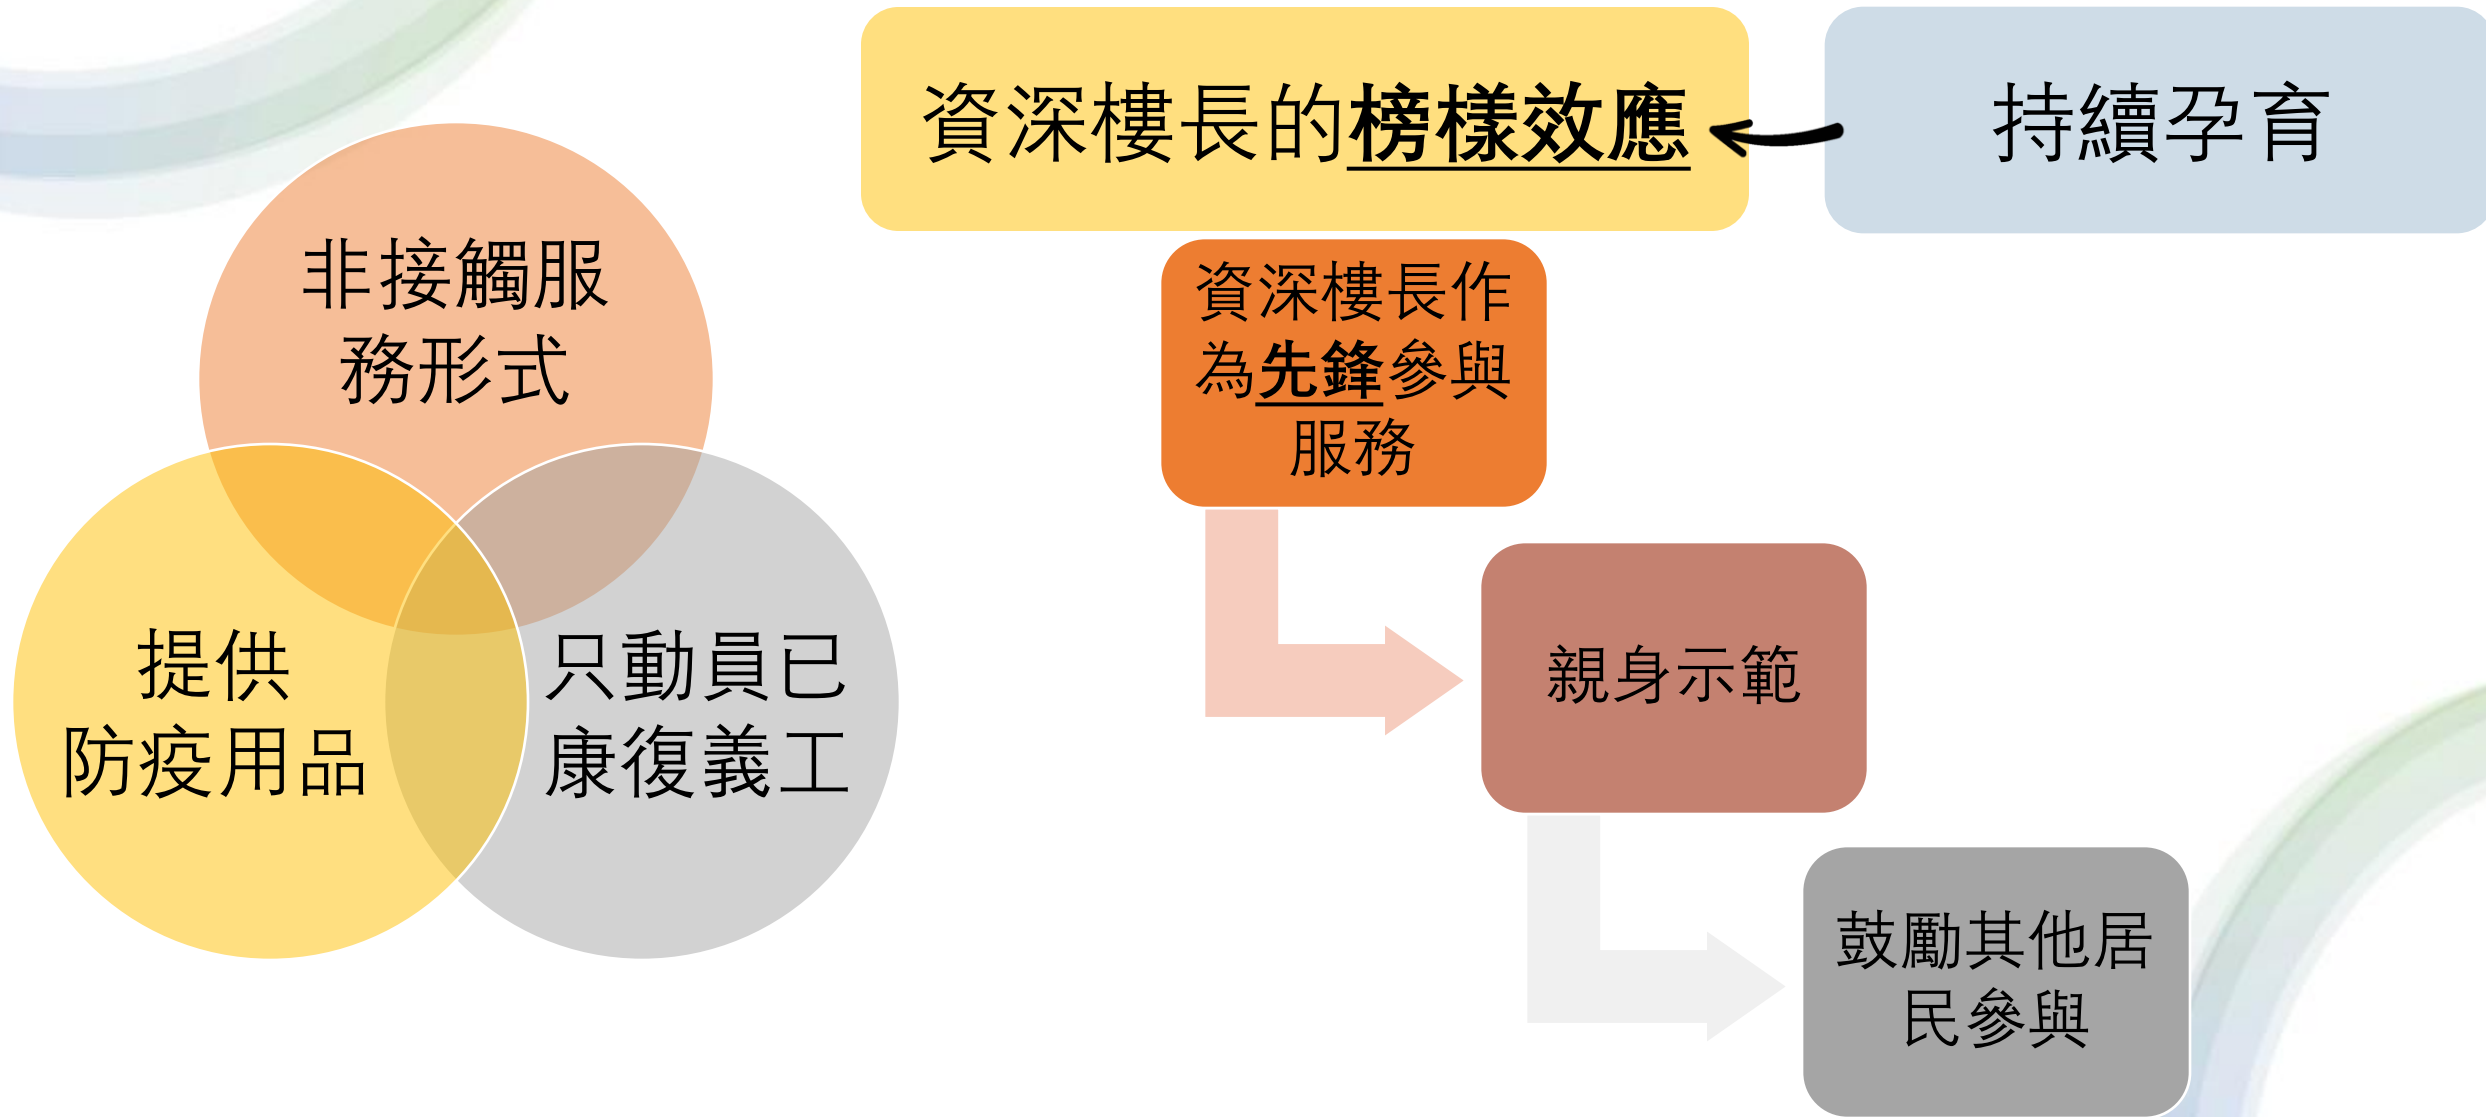 資深樓長的榜樣效應
持續孕育
非接觸服
務形式
提供
防疫用品
只動員已
康復義工
資深樓長作
為先鋒參與
服務
親身示範
鼓勵其他居
民參與